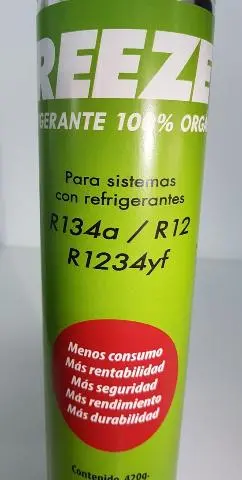 REEZE
IGERANTE 100% ORGÁ
Para sistemas
con refrigerantes
R134a / R12
R1234yf
Menos consumo
Más rentabilidad
Más seguridad
Más rendimiento
Más durabilidad
Contenido 420g.